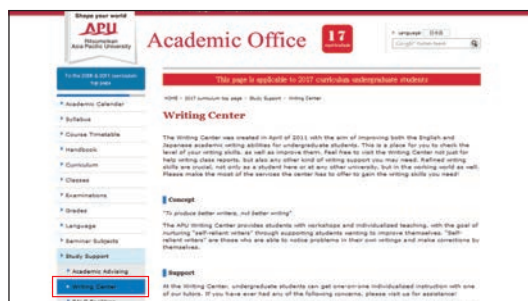 Shape your world
APU
Ritsumeikan
Asia Pacific University
Academic Office
17
curriculum
Language 日本語
To the 2006 & 2011 curriculum
top page
This page is applicable to 2017 curriculum undergraduate students
HOME > 2017 curriculum top page > Study Support > Writing Center
Academic Calendar
Syllabus
Course Timetable
Handbook
Curriculum
Classes
Examinations
Grades
Language
Seminar Subjects
Study Support
Academic Advising
Writing Center
Writing Center
The Writing Center was created in April of 2011 with the aim of improving both the English and
Japanese academic writing abilities for undergraduate students. This is a place for you to check the
level of your writing skills, as well as improve them. Feel free to visit the Writing Center not just for
help writing class reports, but also any other kind of writing support you may need. Refined writing
skills are crucial, not only as a student here or at any other university, but in the working world as well.
Please make the most of the services the center has to offer to gain the writing skills you need!
Concept
"To produce better writers, not better writing"
The APU Writing Center provides students with workshops and individualized teaching, with the goal of
nurturing "self-reliant writers" through supporting students wanting to improve themselves. "Self-
reliant writers" are those who are able to notice problems in their own writings and make corrections by
themselves.
Support
At the Writing Center, undergraduate students can get one-on-one individualized instruction with one
of our tutors. If you have ever had any of the following concerns, please visit us for assistance!